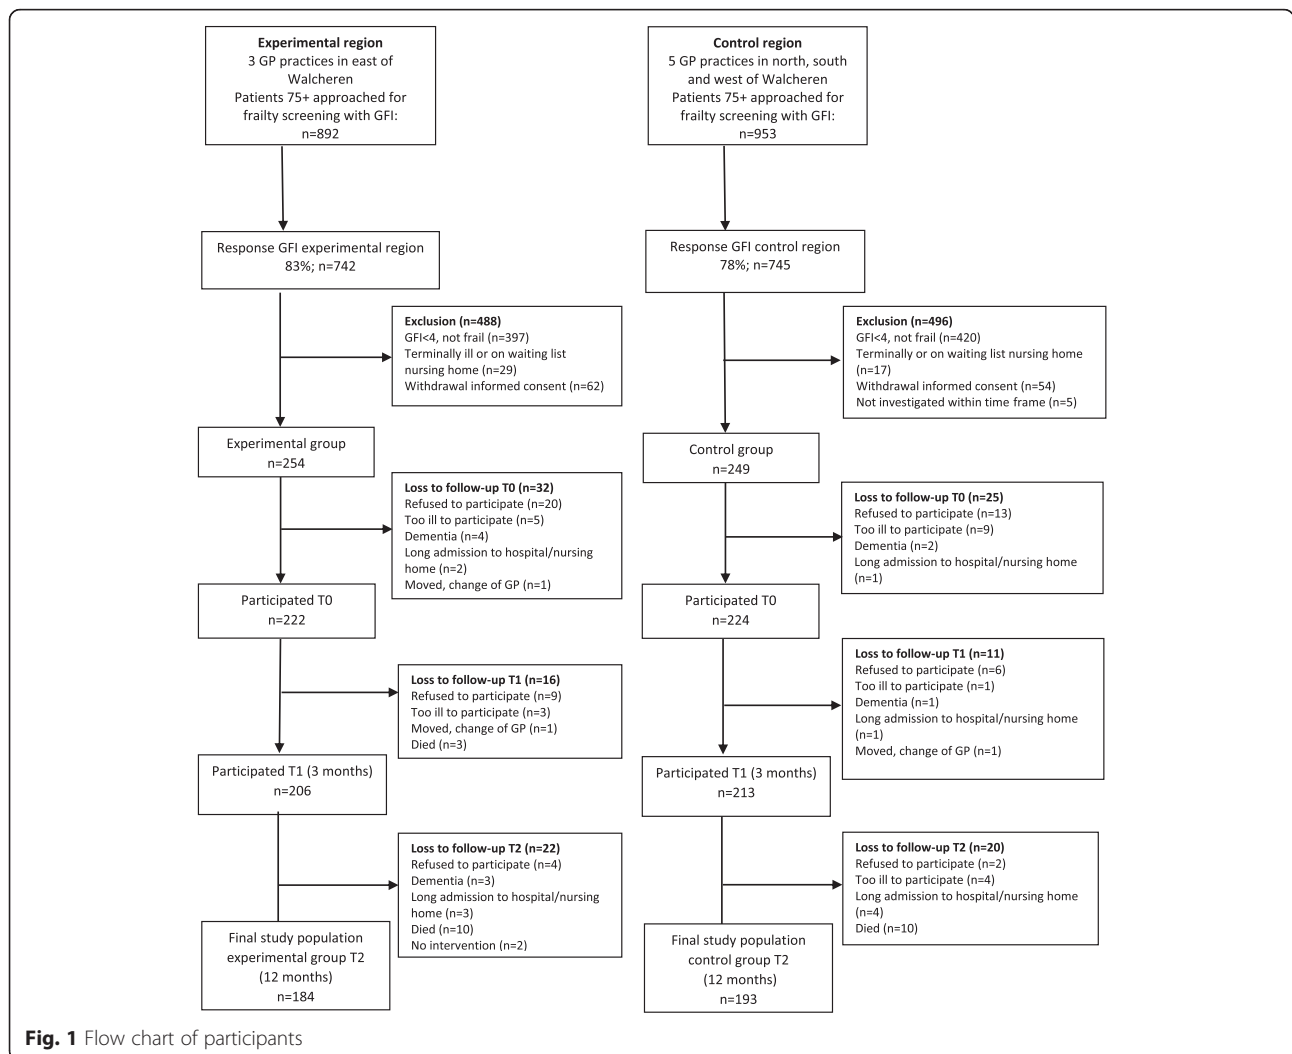 Experimental region
3 GP practices in east of
Walcheren
Patients 75+ approached for
frailty screening with GFI:
n=892
Response GFI experimental region
83%; n=742
Exclusion (n=488)
GFI<4, not frail (n=397)
Terminally ill or on waiting list
nursing home (n=29)
Withdrawal informed consent (n=62)
Experimental group
n=254
Loss to follow-up T0 (n=32)
Refused to participate (n=20)
Too ill to participate (n=5)
Dementia (n=4)
Long admission to hospital/nursing
home (n=2)
Moved, change of GP (n=1)
Participated T0
n=222
Loss to follow-up T1 (n=16)
Refused to participate (n=9)
Too ill to participate (n=3)
Moved, change of GP (n=1)
Died (n=3)
Participated T1 (3 months)
n=206
Loss to follow-up T2 (n=22)
Refused to participate (n=4)
Dementia (n=3)
Long admission to hospital/nursing
home (n=3)
Died (n=10)
No intervention (n=2)
Final study population
experimental group T2
(12 months)
n=184
Control region
5 GP practices in north, south
and west of Walcheren
Patients 75+ approached for
frailty screening with GFI:
n=953
Response GFI control region
78%; n=745
Exclusion (n=496)
GFI<4, not frail (n=420)
Terminally or on waiting list nursing home
(n=17)
Withdrawal informed consent (n=54)
Not investigated within time frame (n=5)
Control group
n=249
Loss to follow-up T0 (n=25)
Refused to participate (n=13)
Too ill to participate (n=9)
Dementia (n=2)
Long admission to hospital/nursing home
(n=1)
Participated T0
n=224
Loss to follow-up T1 (n=11)
Refused to participate (n=6)
Too ill to participate (n=1)
Dementia (n=1)
Long admission to hospital/nursing home
(n=1)
Moved, change of GP (n=1)
Participated T1 (3 months)
n=213
Loss to follow-up T2 (n=20)
Refused to participate (n=2)
Too ill to participate (n=4)
Long admission to hospital/nursing home
(n=4)
Died (n=10)
Final study population
control group T2
(12 months)
n=193
Fig. 1 Flow chart of participants